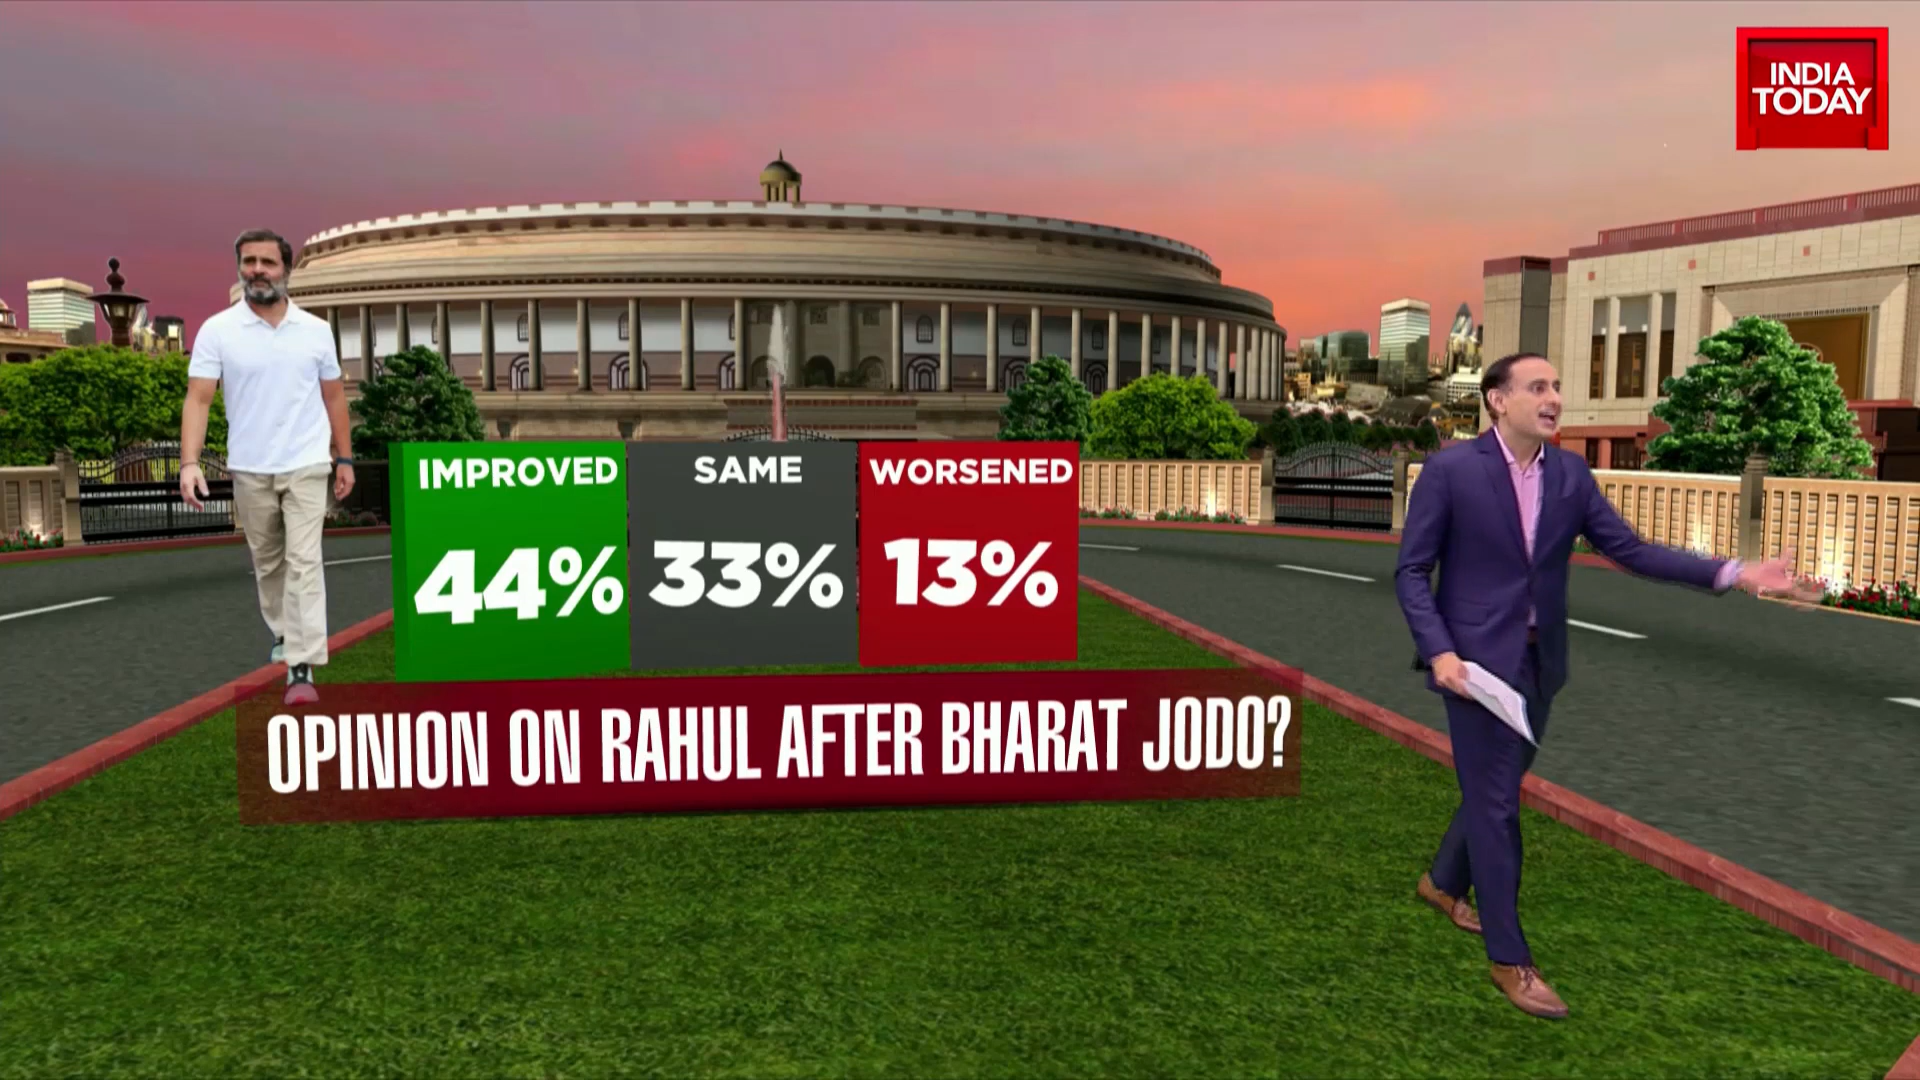 INDIA
TODAY
IMPROVED
SAME
WORSENED
44%
33%
13%
OPINION ON RAHUL AFTER BHARAT JODO?